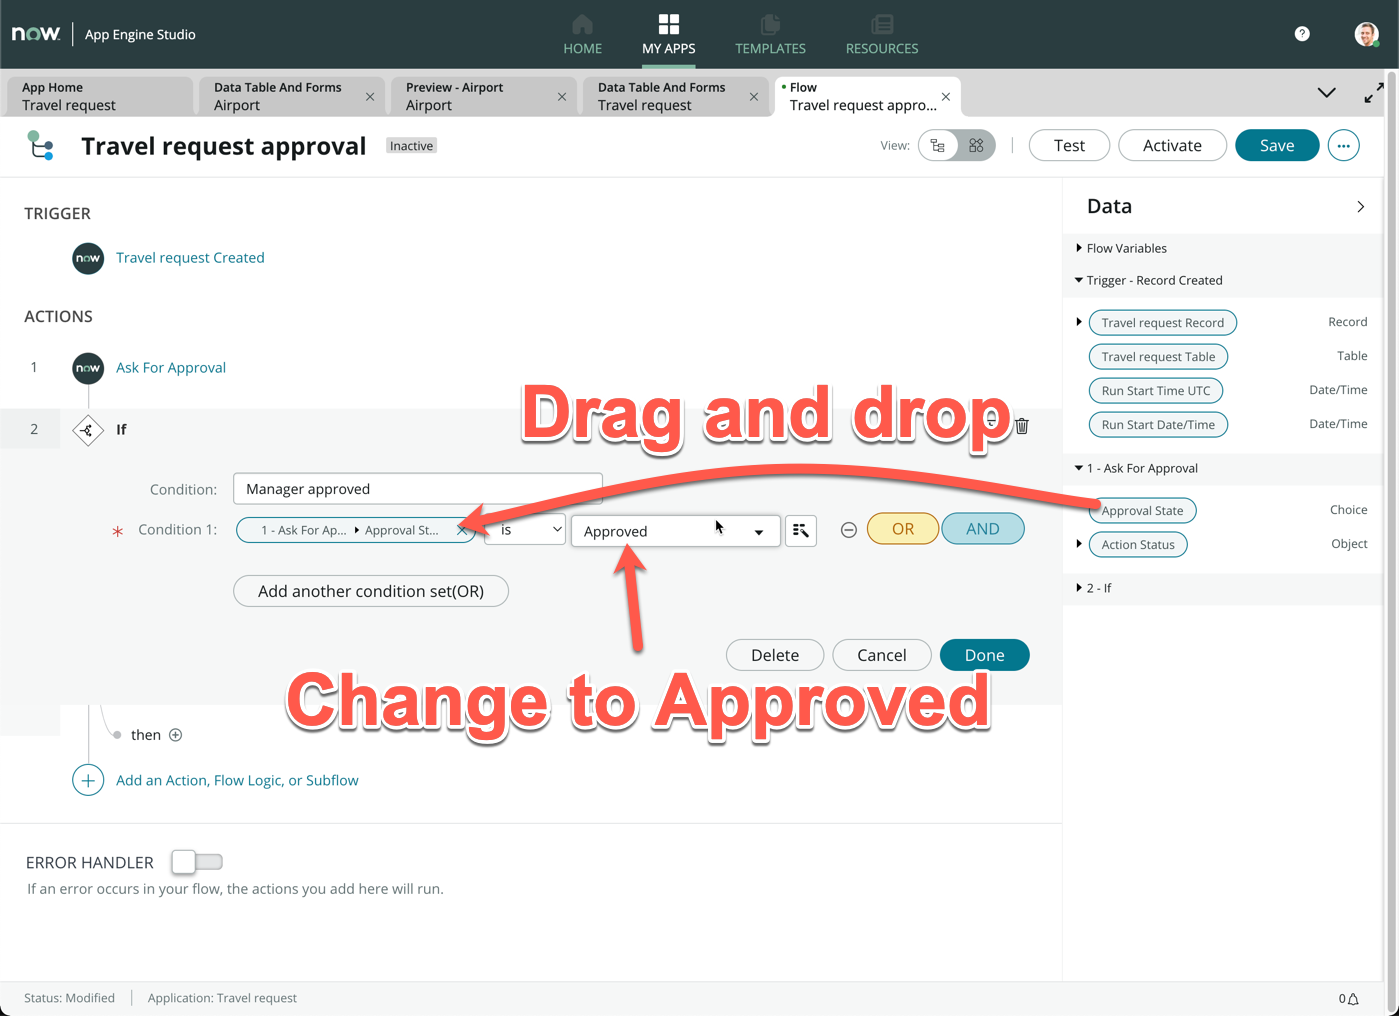 now | App Engine Studio
HOME
MY APPS
TEMPLATES
RESOURCES
?
App Home
Travel request
Data Table And Forms
Airport
Preview - Airport
Airport
Data Table And Forms
Travel request
Flow
Travel request appro...
Travel request approval
Inactive
View:
Test
Activate
Save
TRIGGER
now
Travel request Created
ACTIONS
1
now
Ask For Approval
2
If
Drag and drop
Condition:
Manager approved
* Condition 1:
1 - Ask For Ap...
Approval St...
is
Approved
OR
AND
Add another condition set(OR)
Delete
Cancel
Done
Change to Approved
then
Add an Action, Flow Logic, or Subflow
ERROR HANDLER
If an error occurs in your flow, the actions you add here will run.
Data
Flow Variables
Trigger - Record Created
Travel request Record
Record
Travel request Table
Table
Run Start Time UTC
Date/Time
Run Start Date/Time
Date/Time
1 - Ask For Approval
Approval State
Choice
Action Status
Object
2 - If
Status: Modified
Application: Travel request
0